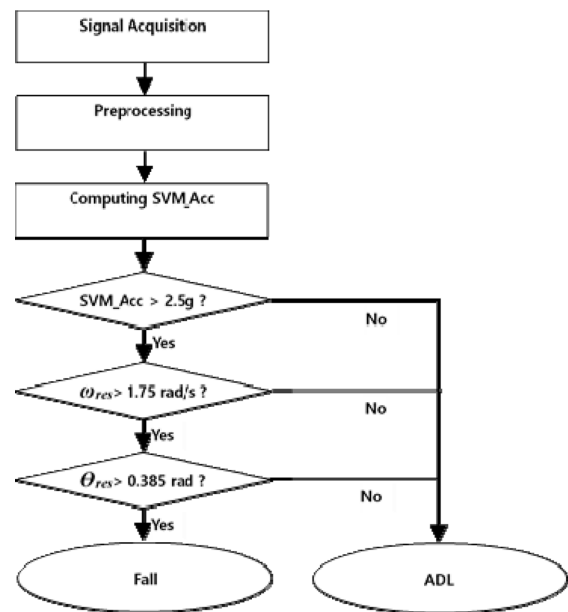 Signal Acquisition
Preprocessing
Computing SVM_Acc
SVM_Acc > 2.5g ?
No
Yes
ωres> 1.75 rad/s ?
No
Yes
θres> 0.385 rad ?
No
Yes
Fall
ADL